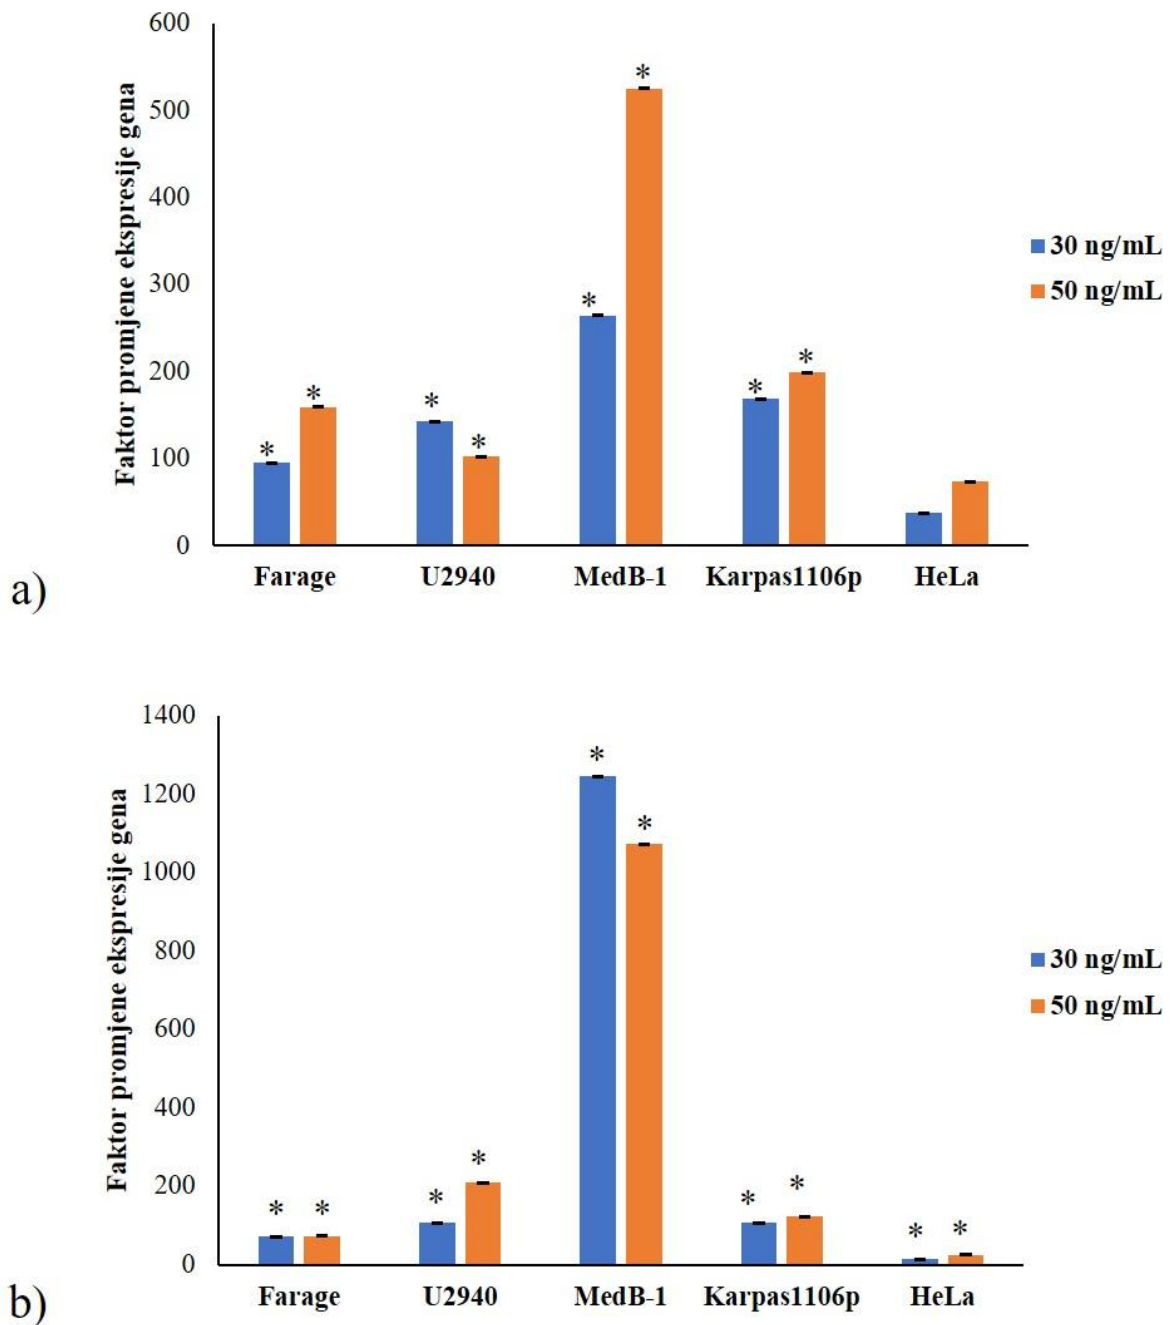 600
500
400
300
200
100
0
Faktor promjene ekspresije gena
* * * * * * * *
30 ng/mL
50 ng/mL
Farage U2940 MedB-1 Karpas1106p HeLa
a)
1400
1200
1000
800
600
400
200
0
Faktor promjene ekspresije gena
* * * * * * * * * *
30 ng/mL
50 ng/mL
Farage U2940 MedB-1 Karpas1106p HeLa
b)